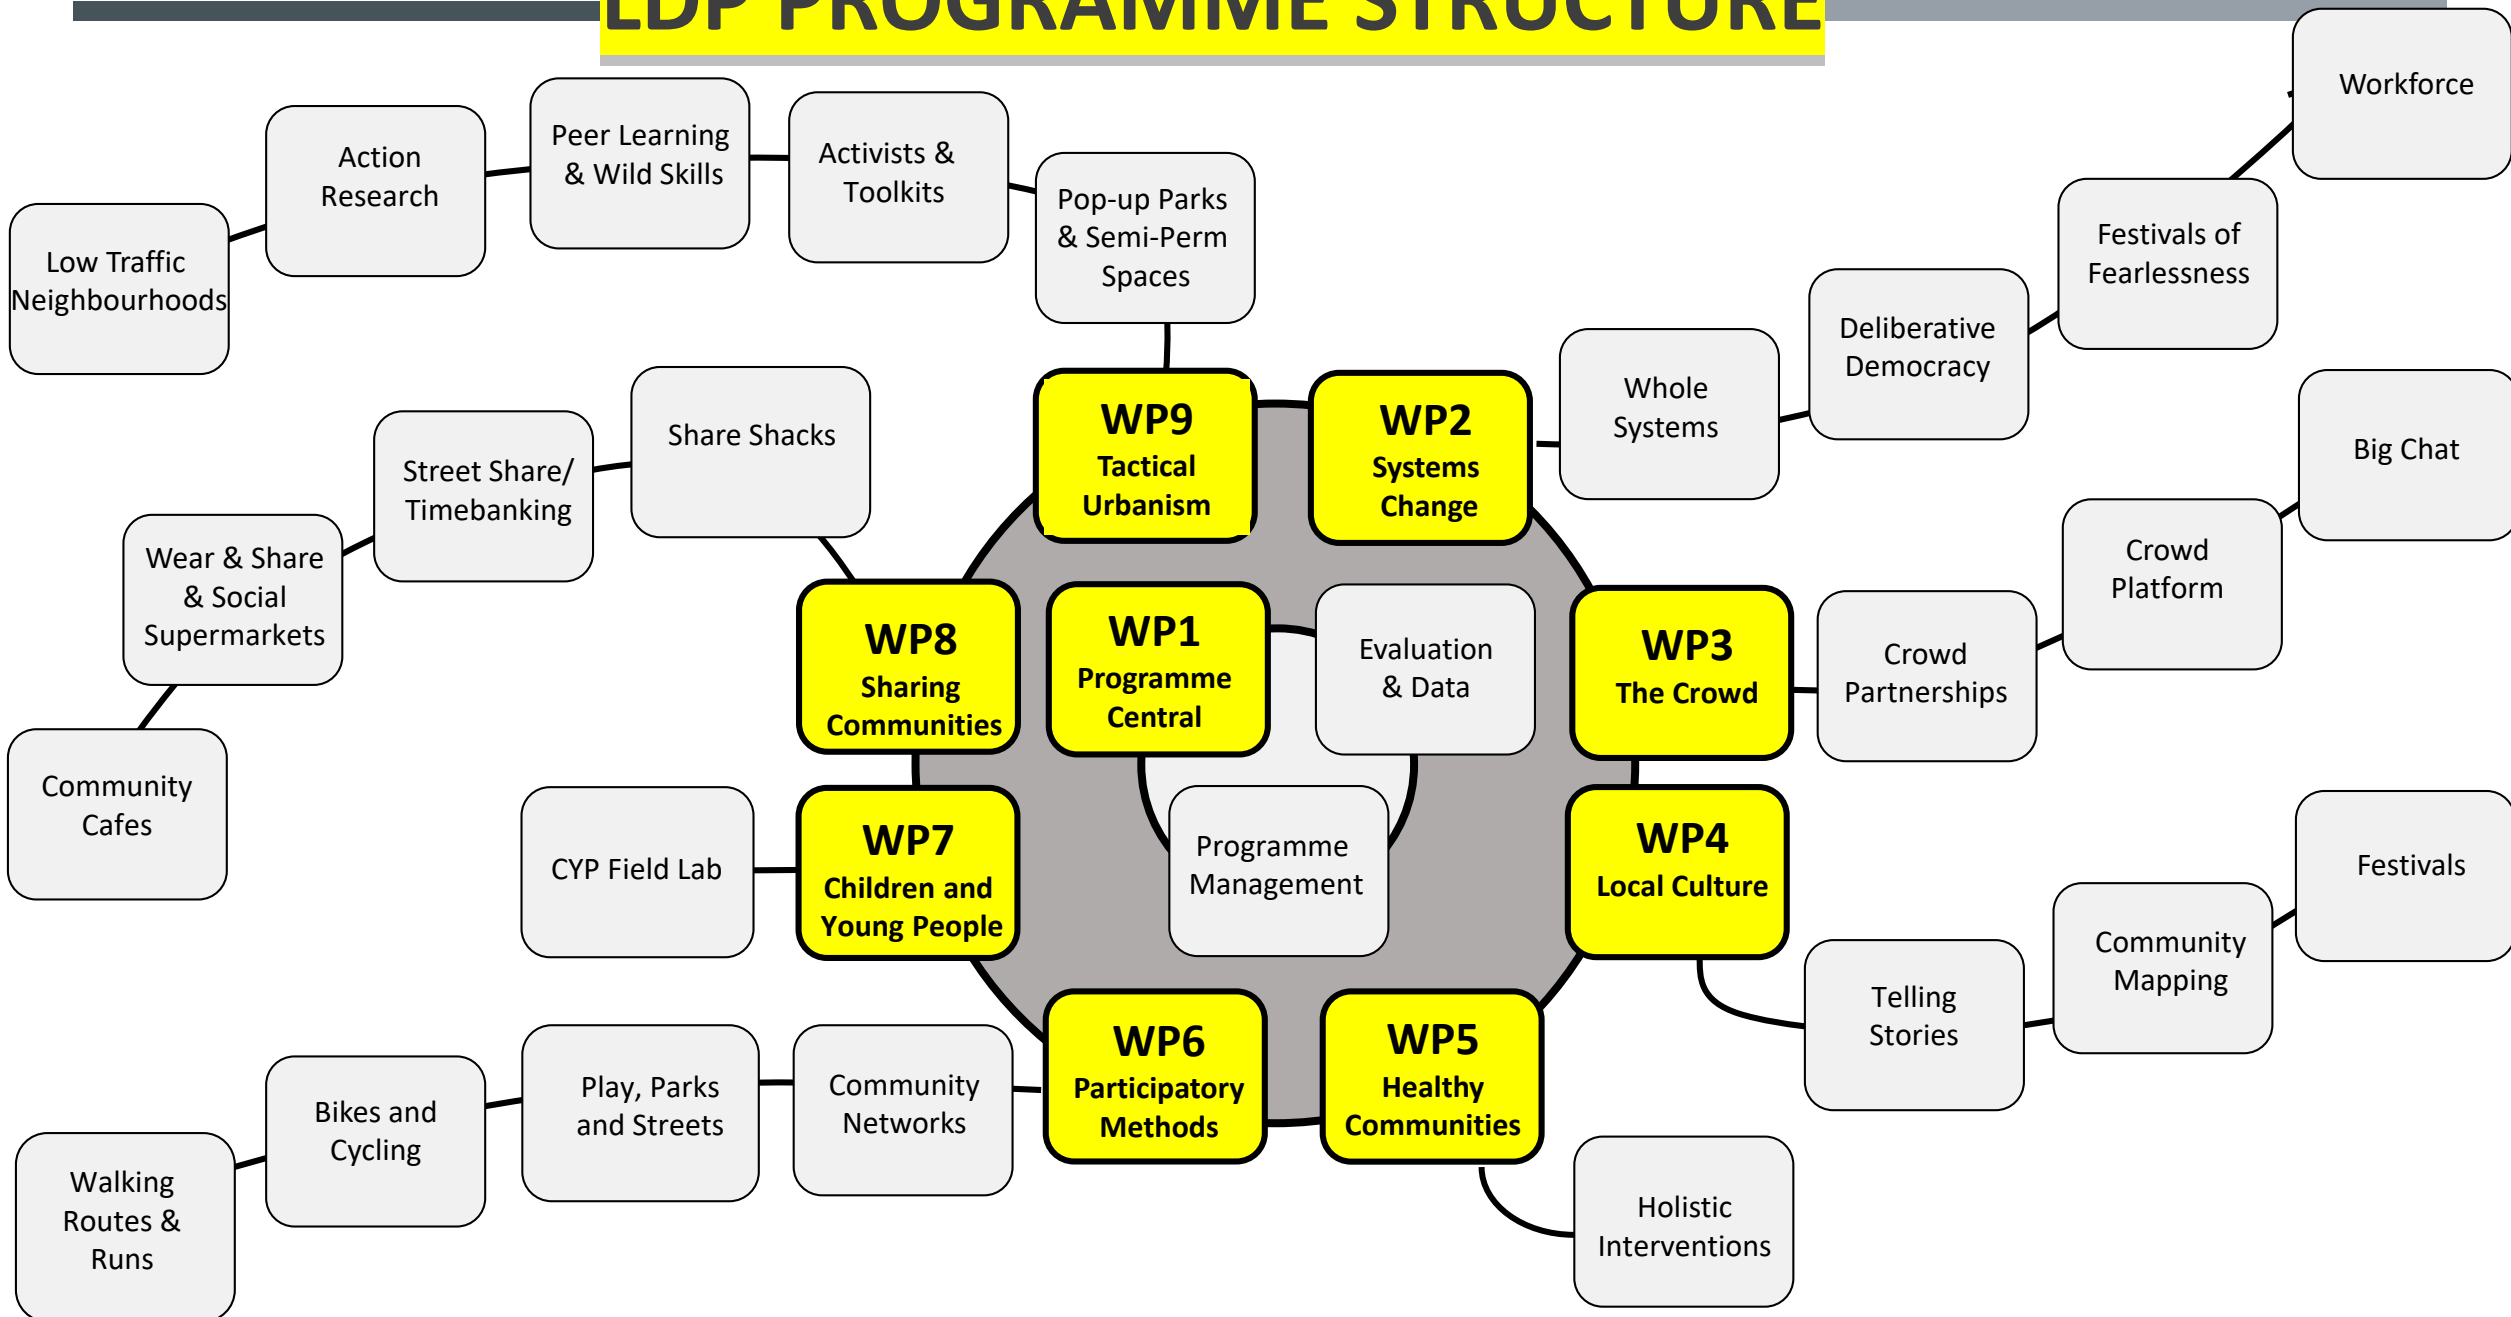 LDP PROGRAMME STRUCTURE
Low Traffic
Neighbourhoods
Action
Research
Peer Learning
& Wild Skills
Activists &
Toolkits
Pop-up Parks
& Semi-Perm
Spaces
WP9
Tactical
Urbanism
WP2
Systems
Change
Whole
Systems
Deliberative
Democracy
Festivals of
Fearlessness
Workforce
Share Shacks
Street Share/
Timebanking
Wear & Share
& Social
Supermarkets
Community
Cafes
WP8
Sharing
Communities
WP1
Programme
Central
Evaluation
& Data
Programme
Management
WP3
The Crowd
Crowd
Partnerships
Crowd
Platform
Big Chat
CYP Field Lab
WP7
Children and
Young People
WP4
Local Culture
Telling
Stories
Community
Mapping
Festivals
Walking
Routes &
Runs
Bikes and
Cycling
Play, Parks
and Streets
Community
Networks
WP6
Participatory
Methods
WP5
Healthy
Communities
Holistic
Interventions